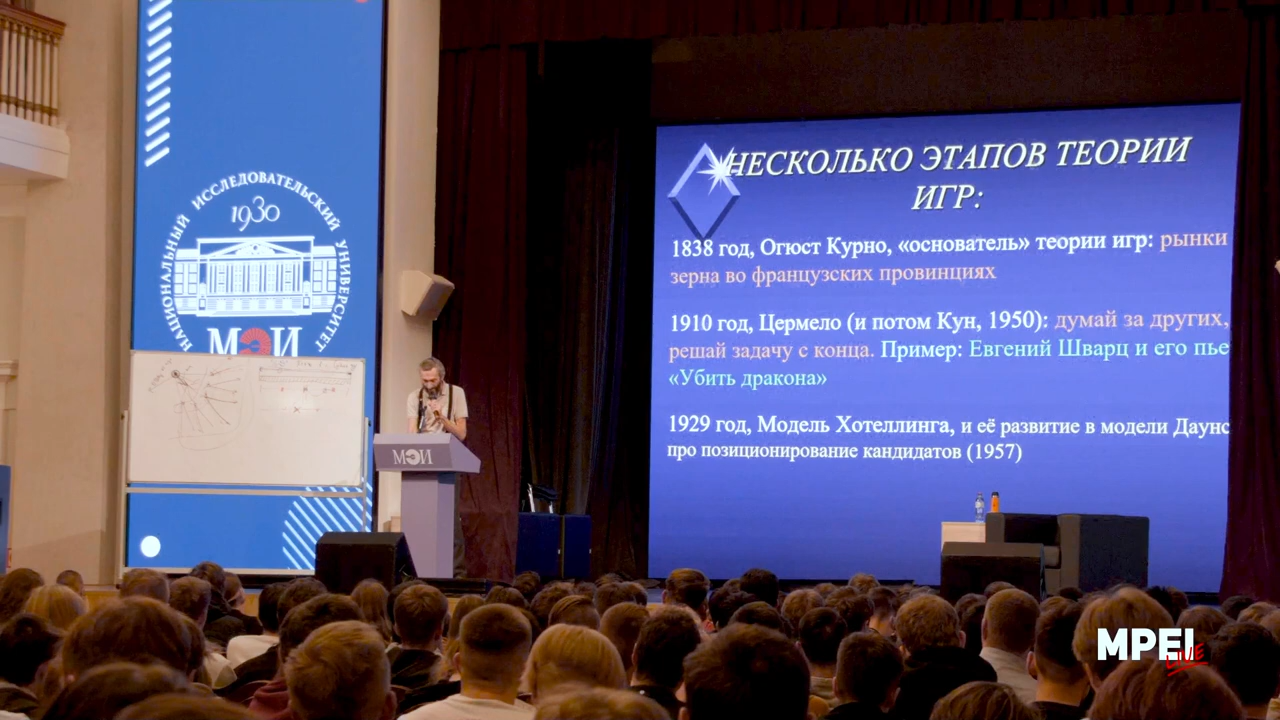 НАЦИОНАЛЬНЫЙ ИССЛЕДОВАТЕЛЬСКИЙ УНИВЕРСИТЕТ
1930
МЭИ
МЭИ
НЕСКОЛЬКО ЭТАПОВ ТЕОРИИ
ИГР:
1838 год, Огюст Курно, «основатель» теории игр: рынки
зерна во французских провинциях
1910 год, Цермело (и потом Кун, 1950): думай за других,
решай задачу с конца. Пример: Евгений Шварц и его пье
«Убить дракона»
1929 год, Модель Хотеллинга, и её развитие в модели Даунс
про позиционирование кандидатов (1957)
MPEI
LIVE